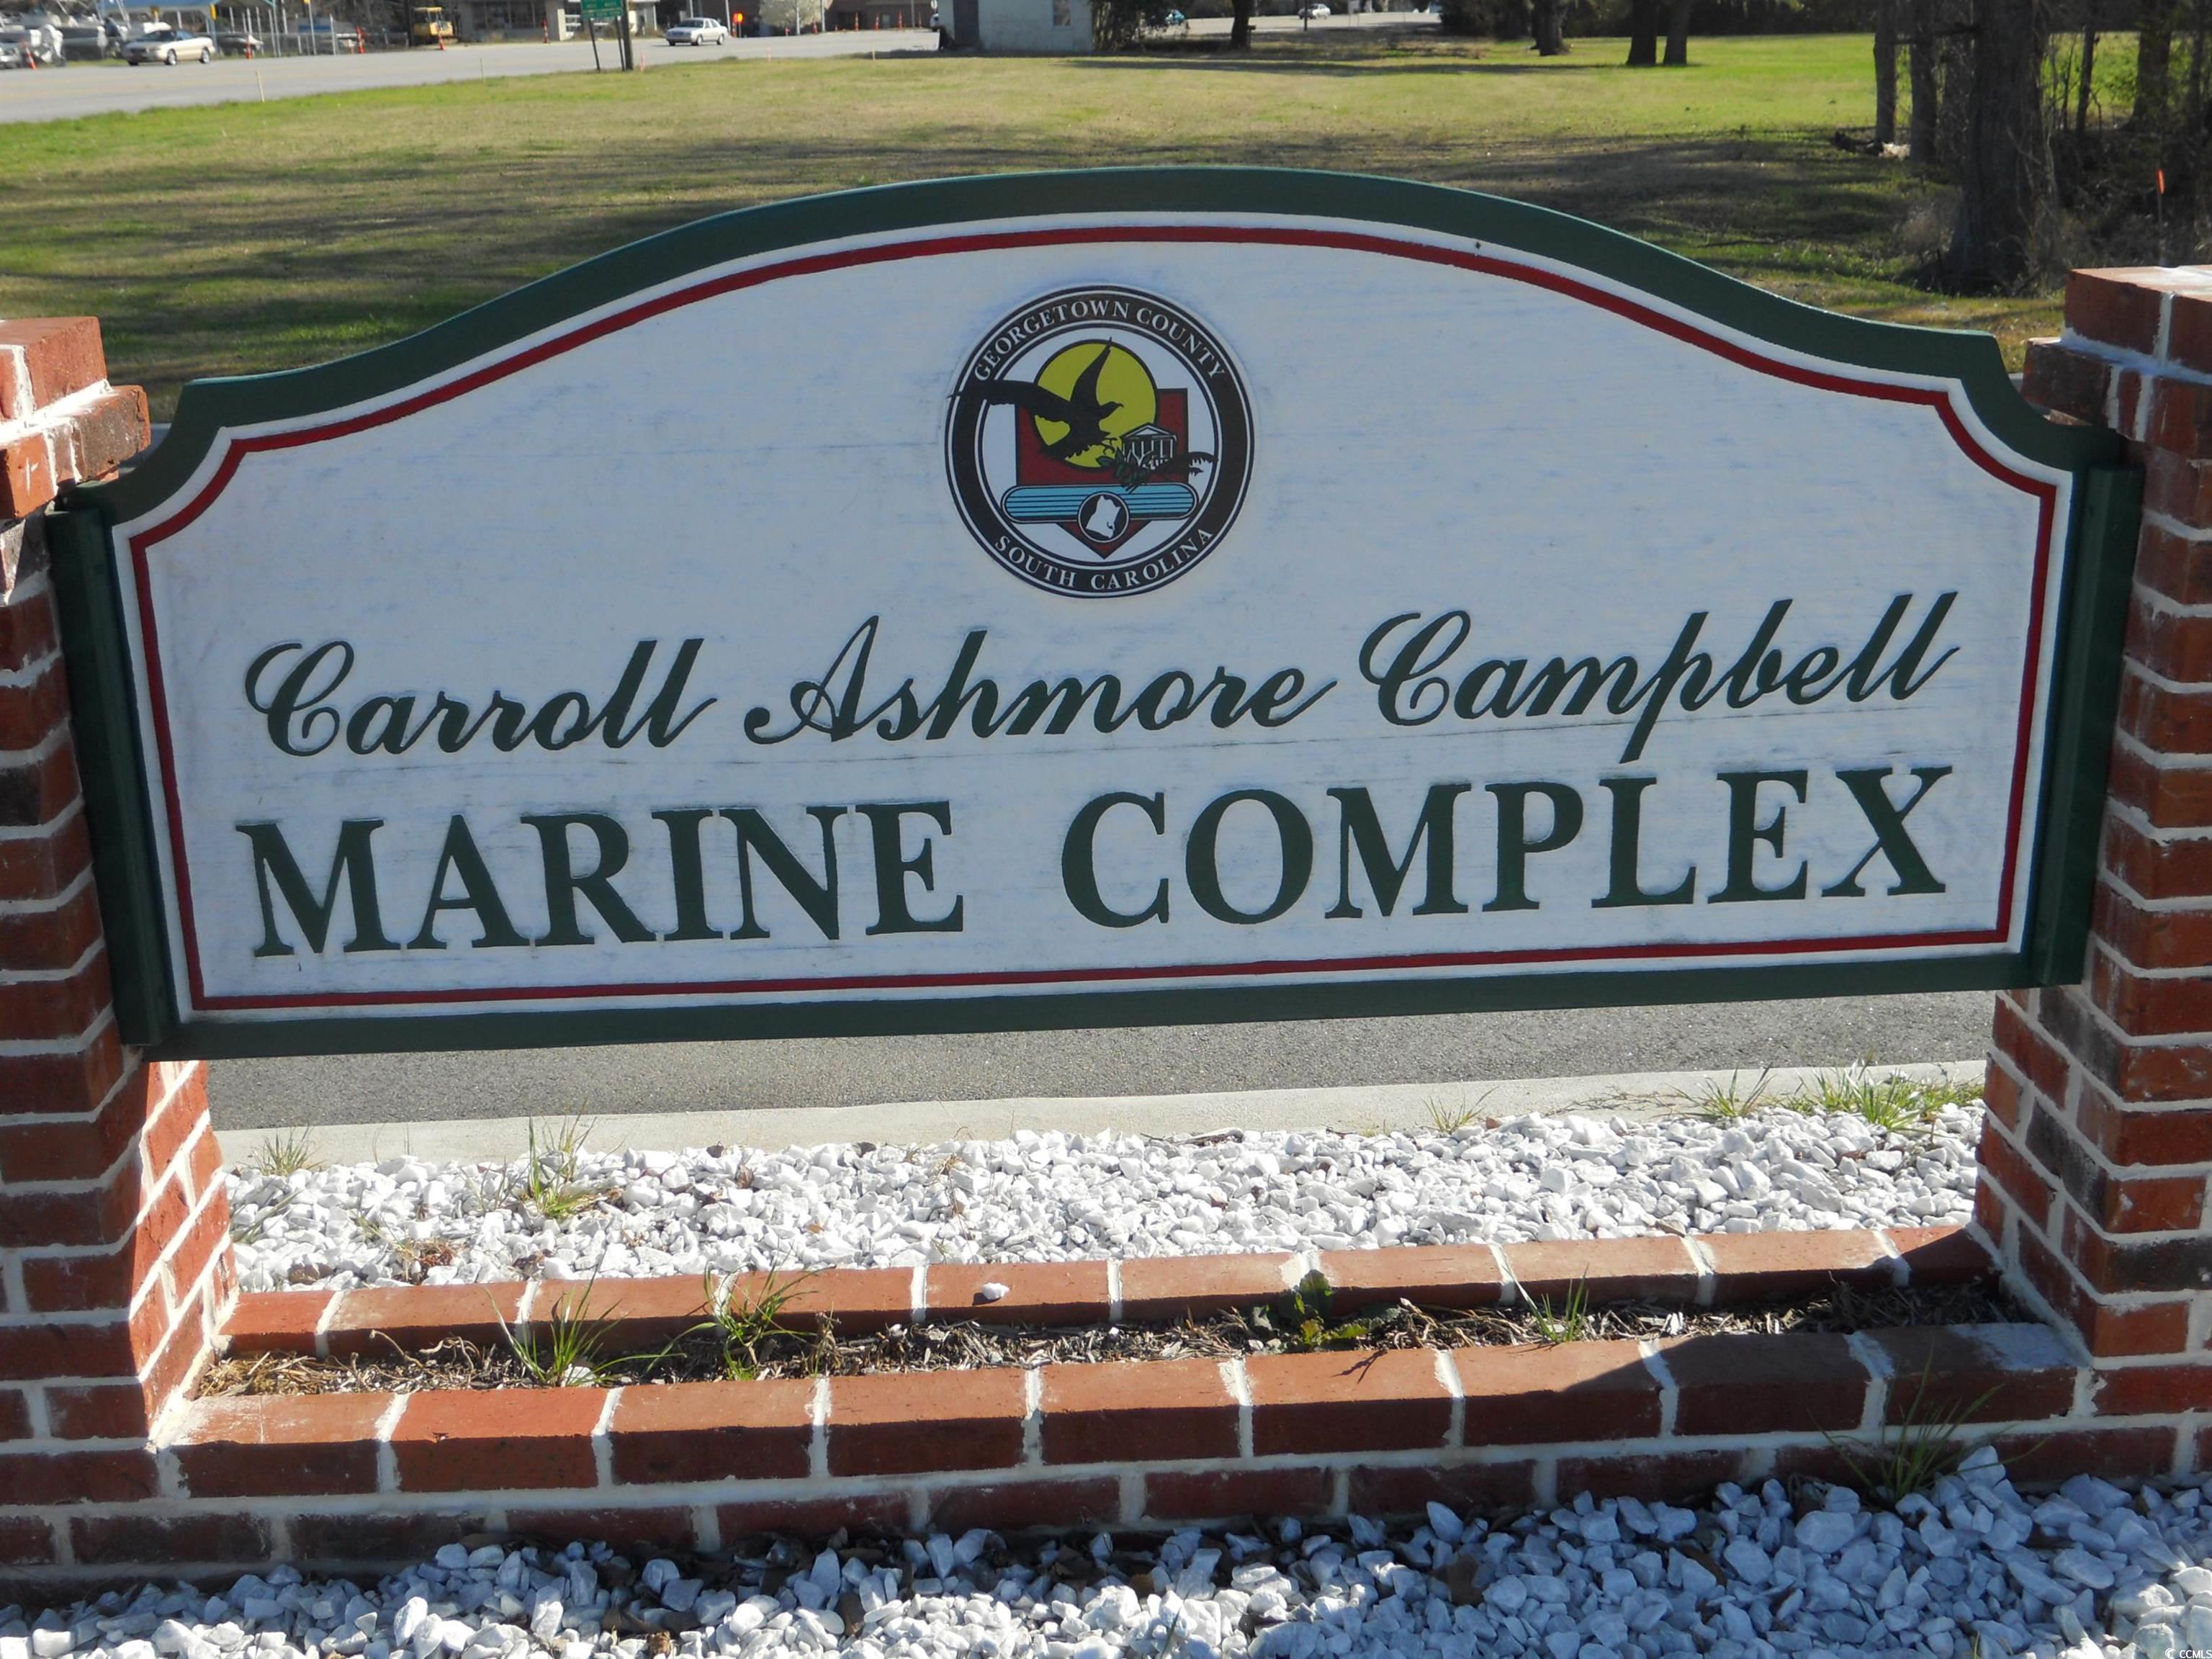 GEORGETOWN COUNTY
SOUTH CAROLINA
Carroll Ashmore Campbell
MARINE COMPLEX
© CCMLS